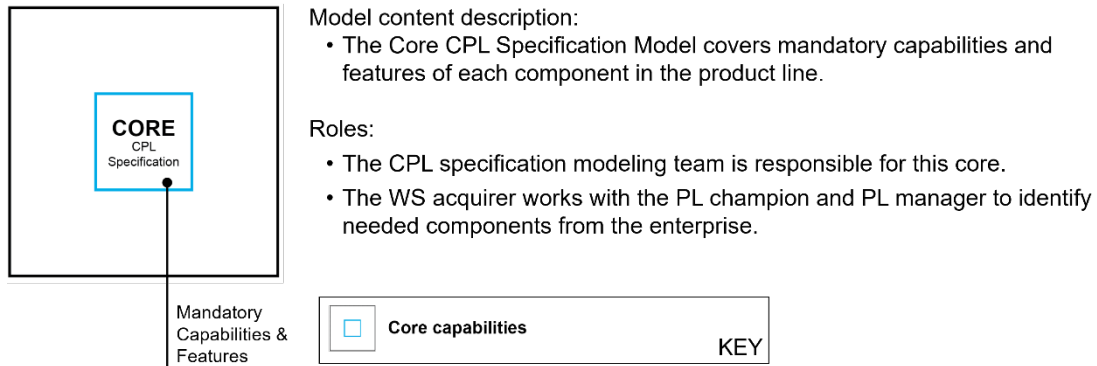 CORE
CPL
Specification
Mandatory
Capabilities &
Features
Model content description:
• The Core CPL Specification Model covers mandatory capabilities and
features of each component in the product line.
Roles:
• The CPL specification modeling team is responsible for this core.
• The WS acquirer works with the PL champion and PL manager to identify
needed components from the enterprise.
Core capabilities
KEY